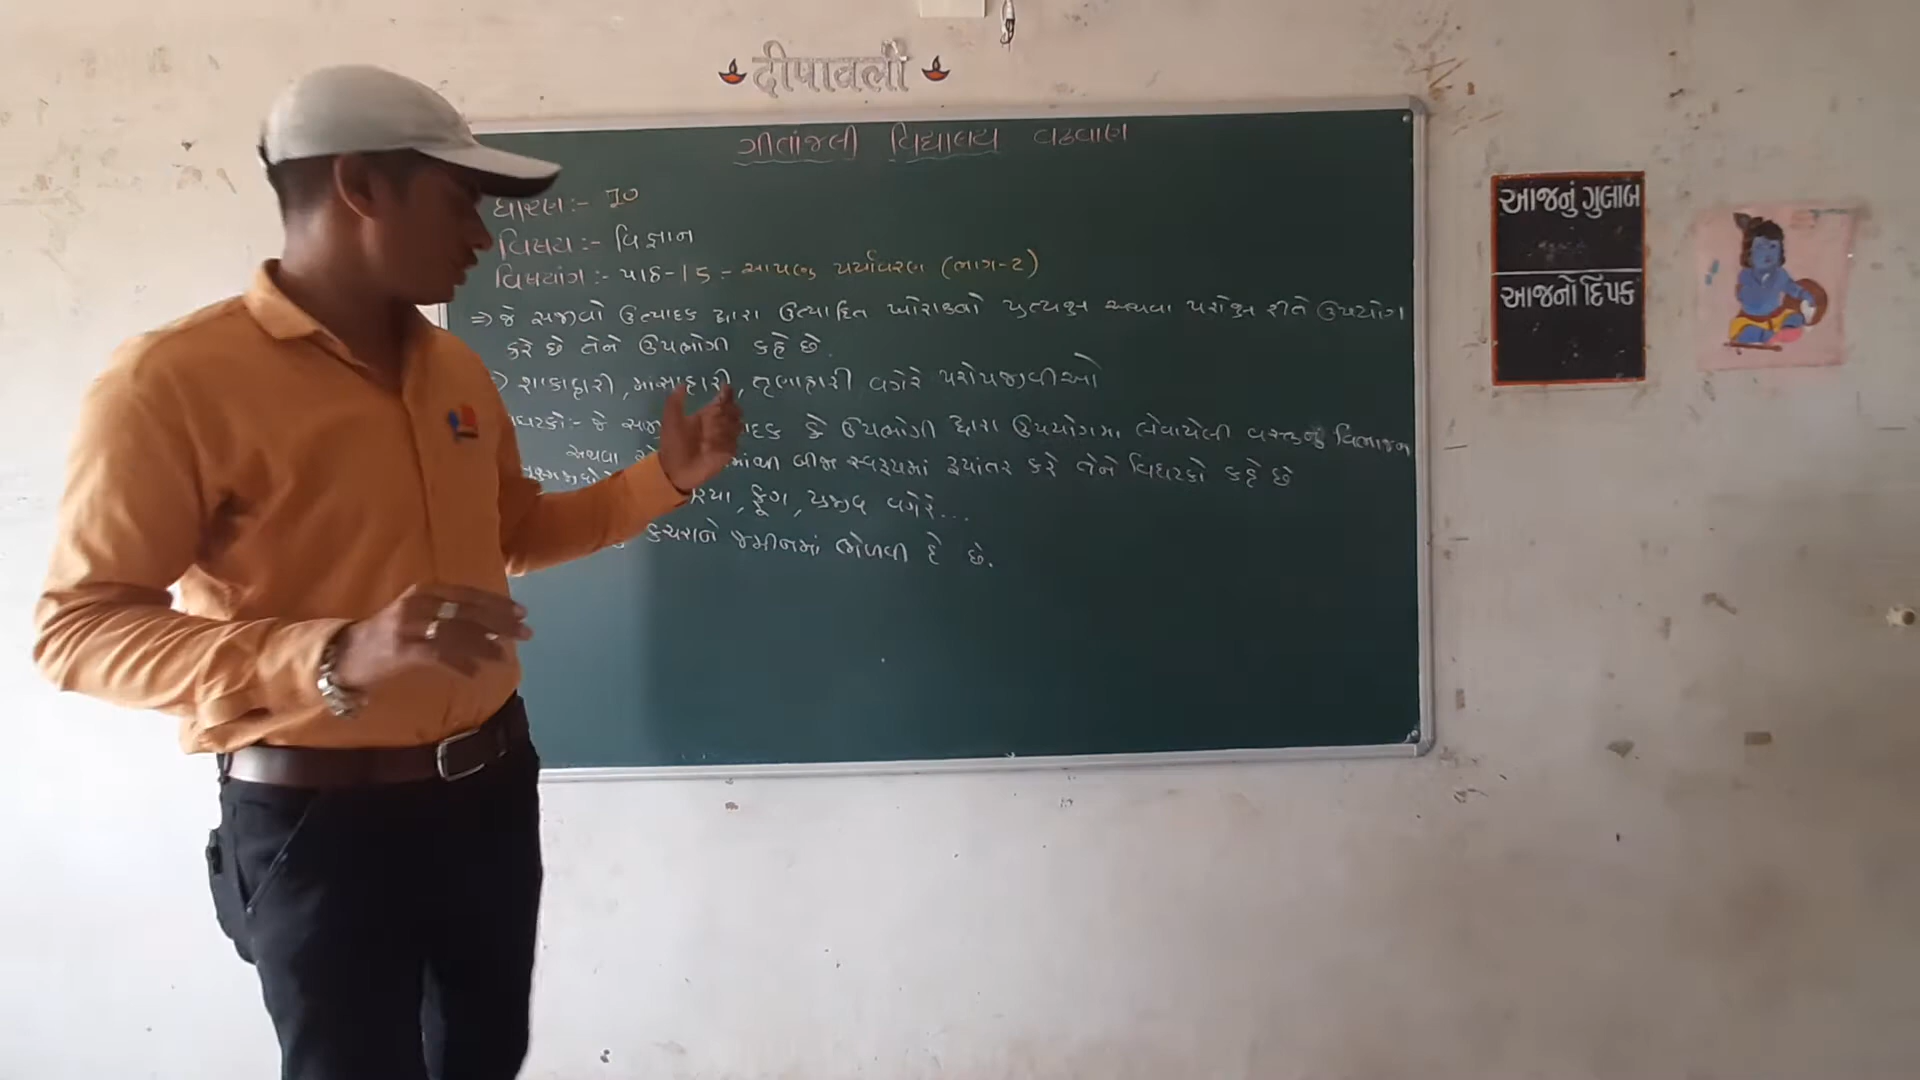 दीपावली
ગીતાંજલી વિદ્યાલય વઢવાણ
ધોરણ:- 10
વિષય:- વિજ્ઞાન
વિષયાંગ:- પાઠ-15 - આપણુ પર્યાવરણ (ભાગ-2)
⇒ જે સજીવો ઉત્પાદક દ્વારા ઉત્પાદિત ખોરાકનો પ્રત્યક્ષ અથવા પરોક્ષ રીતે ઉપયોગ
કરે છે તેને ઉપભોગી કહે છે.
શાકાહારી, માંસાહારી, તૃણાહારી વગેરે પરોપજીવીઓ
જે કે ઉપભોગી દ્વારા ઉપયોગમા લેવાયેલી વસ્તુનું વિભાજન
અથવા બીજા સ્વરૂપમાં રૂપાંતર કરે તેને વિઘટકો કહે છે
ફૂગ, પ્રજીવ વગેરે...
કચરાને જમીનમાં ભેળવી દે છે.
આજનું ગુલાબ
આજનો દિપક